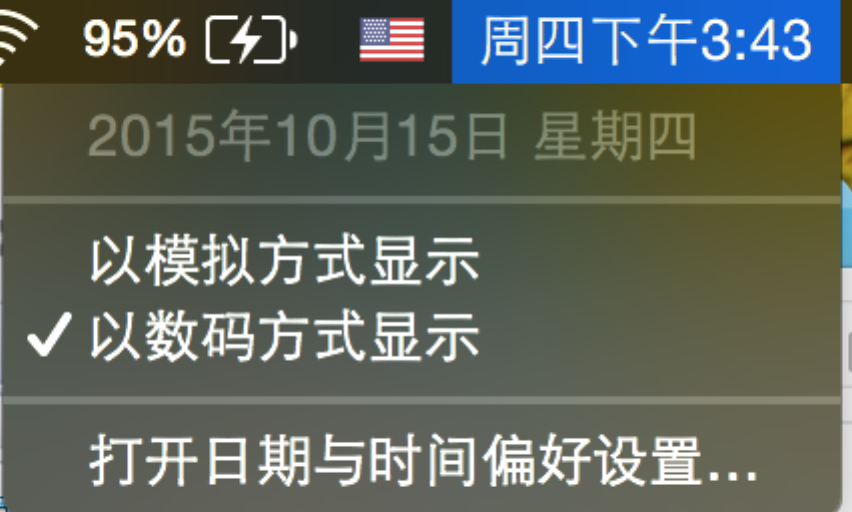 95% 周四下午3:43
2015年10月15日 星期四
以模拟方式显示
以数码方式显示
打开日期与时间偏好设置...